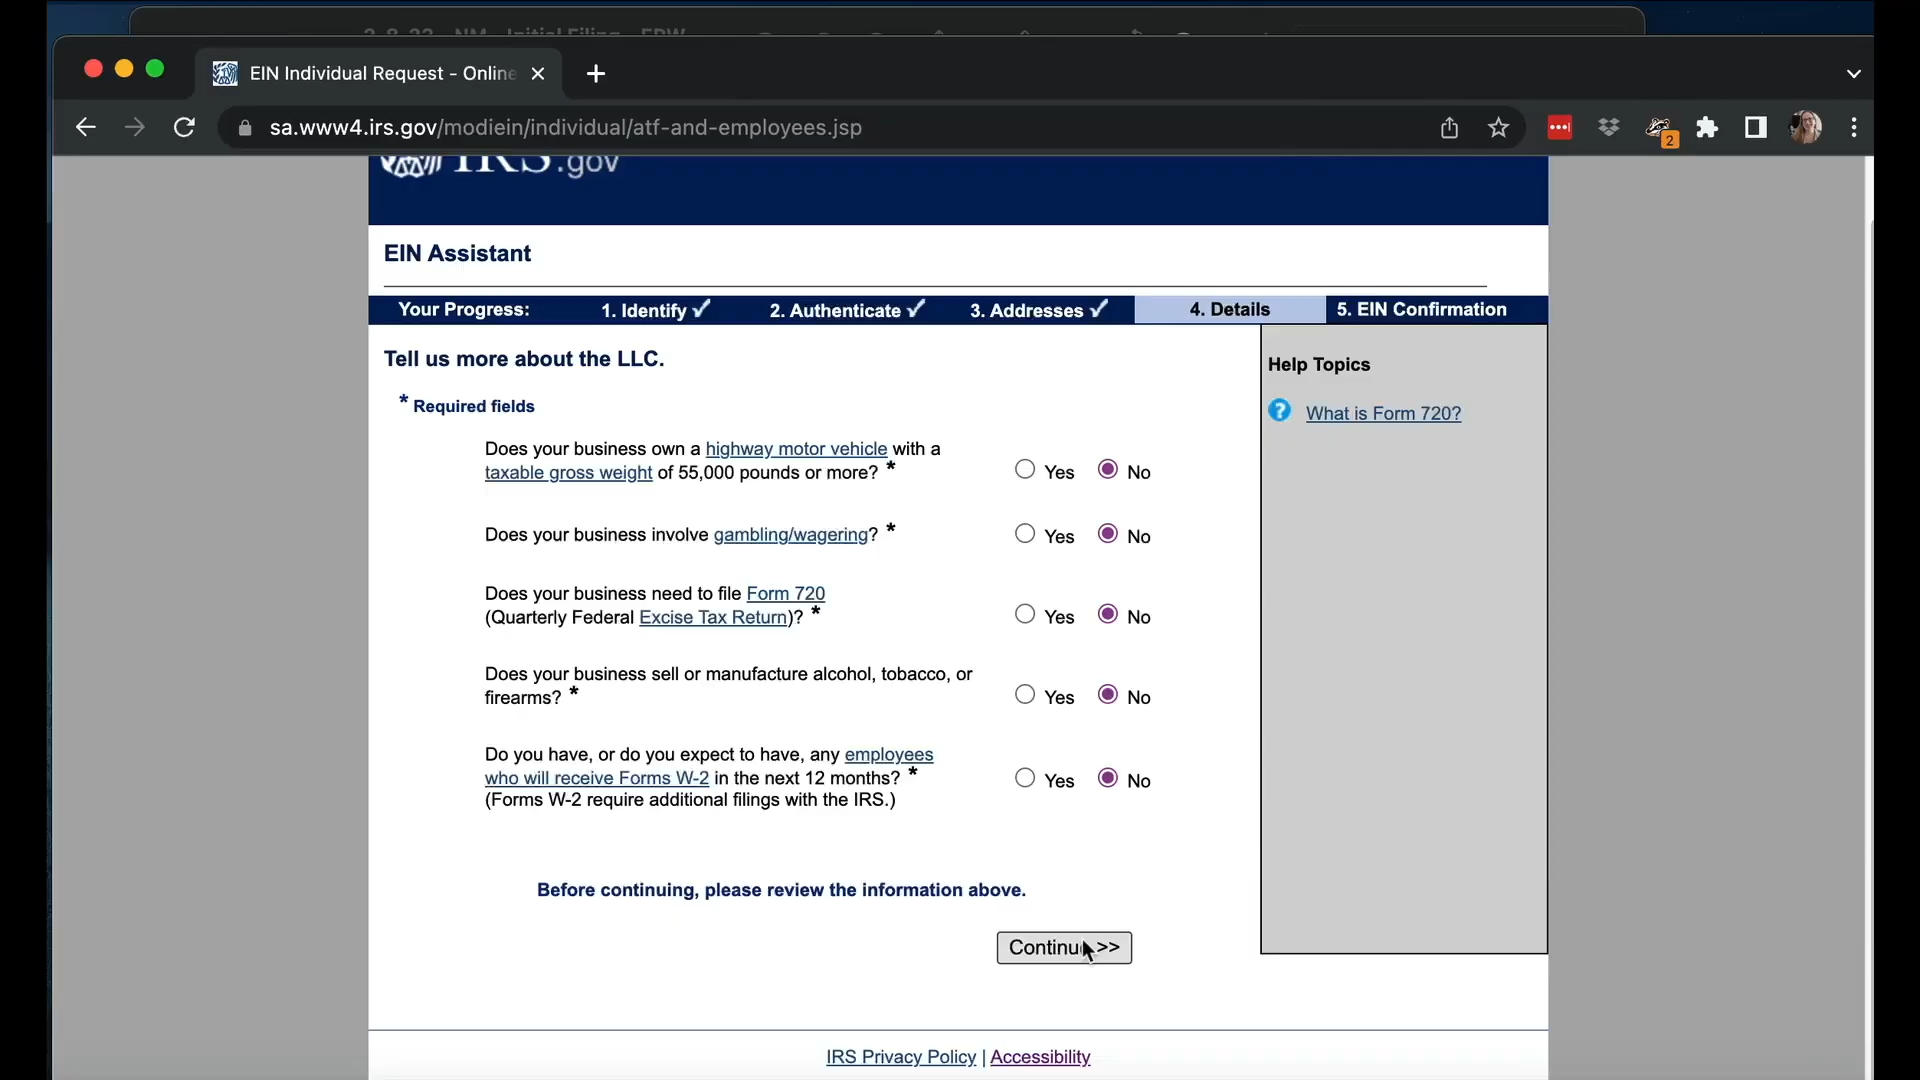 EIN Individual Request - Online
sa.www4.irs.gov/modiein/individual/atf-and-employees.jsp
2
IRS.gov
EIN Assistant
Your Progress: 1. Identify ✓ 2. Authenticate ✓ 3. Addresses ✓ 4. Details 5. EIN Confirmation
Tell us more about the LLC.
* Required fields
Does your business own a highway motor vehicle with a
taxable gross weight of 55,000 pounds or more? *
Yes No
Does your business involve gambling/wagering? *
Yes No
Does your business need to file Form 720
(Quarterly Federal Excise Tax Return)? *
Yes No
Does your business sell or manufacture alcohol, tobacco, or
firearms? *
Yes No
Do you have, or do you expect to have, any employees
who will receive Forms W-2 in the next 12 months? *
(Forms W-2 require additional filings with the IRS.)
Yes No
Before continuing, please review the information above.
Continue >>
Help Topics
? What is Form 720?
IRS Privacy Policy | Accessibility